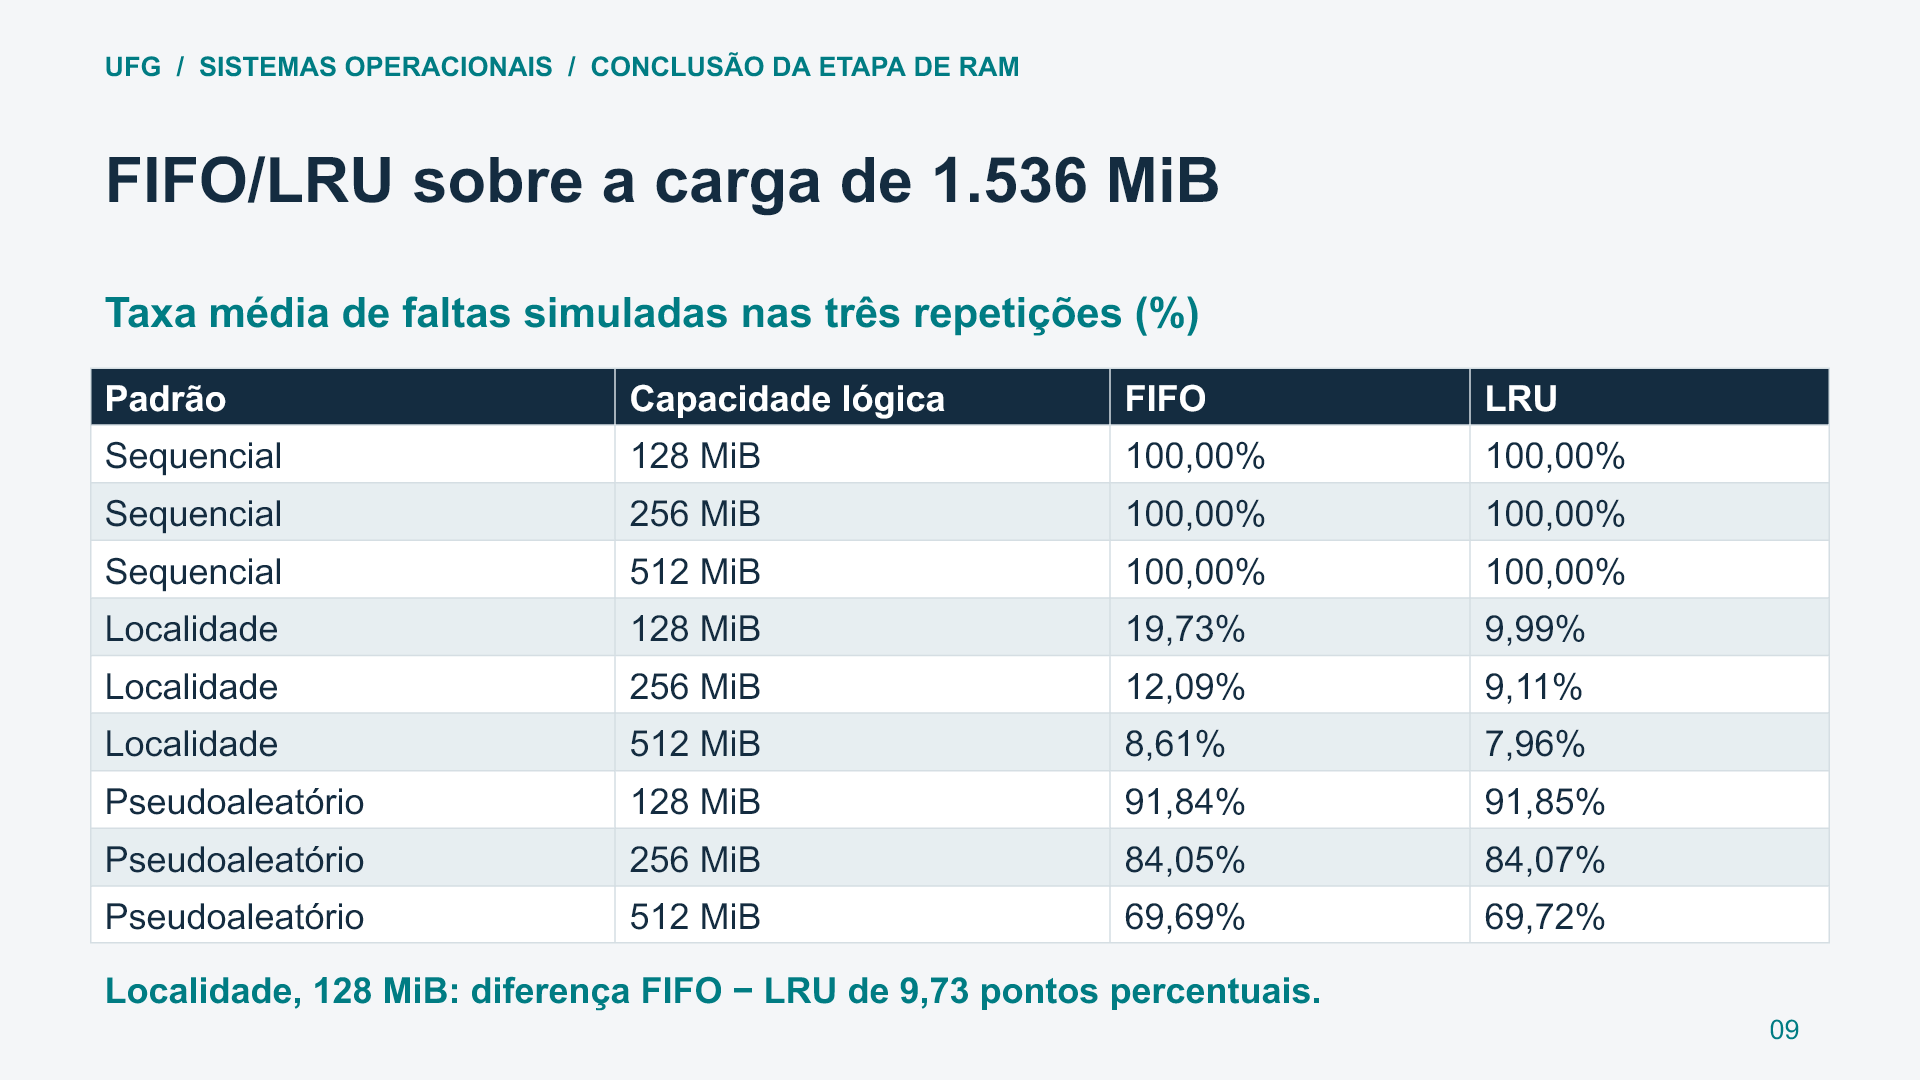 UFG / SISTEMAS OPERACIONAIS / CONCLUSÃO DA ETAPA DE RAM
FIFO/LRU sobre a carga de 1.536 MiB
Taxa média de faltas simuladas nas três repetições (%)
Padrão Capacidade lógica FIFO LRU
Sequencial 128 MiB 100,00% 100,00%
Sequencial 256 MiB 100,00% 100,00%
Sequencial 512 MiB 100,00% 100,00%
Localidade 128 MiB 19,73% 9,99%
Localidade 256 MiB 12,09% 9,11%
Localidade 512 MiB 8,61% 7,96%
Pseudoaleatório 128 MiB 91,84% 91,85%
Pseudoaleatório 256 MiB 84,05% 84,07%
Pseudoaleatório 512 MiB 69,69% 69,72%
Localidade, 128 MiB: diferença FIFO − LRU de 9,73 pontos percentuais.
09